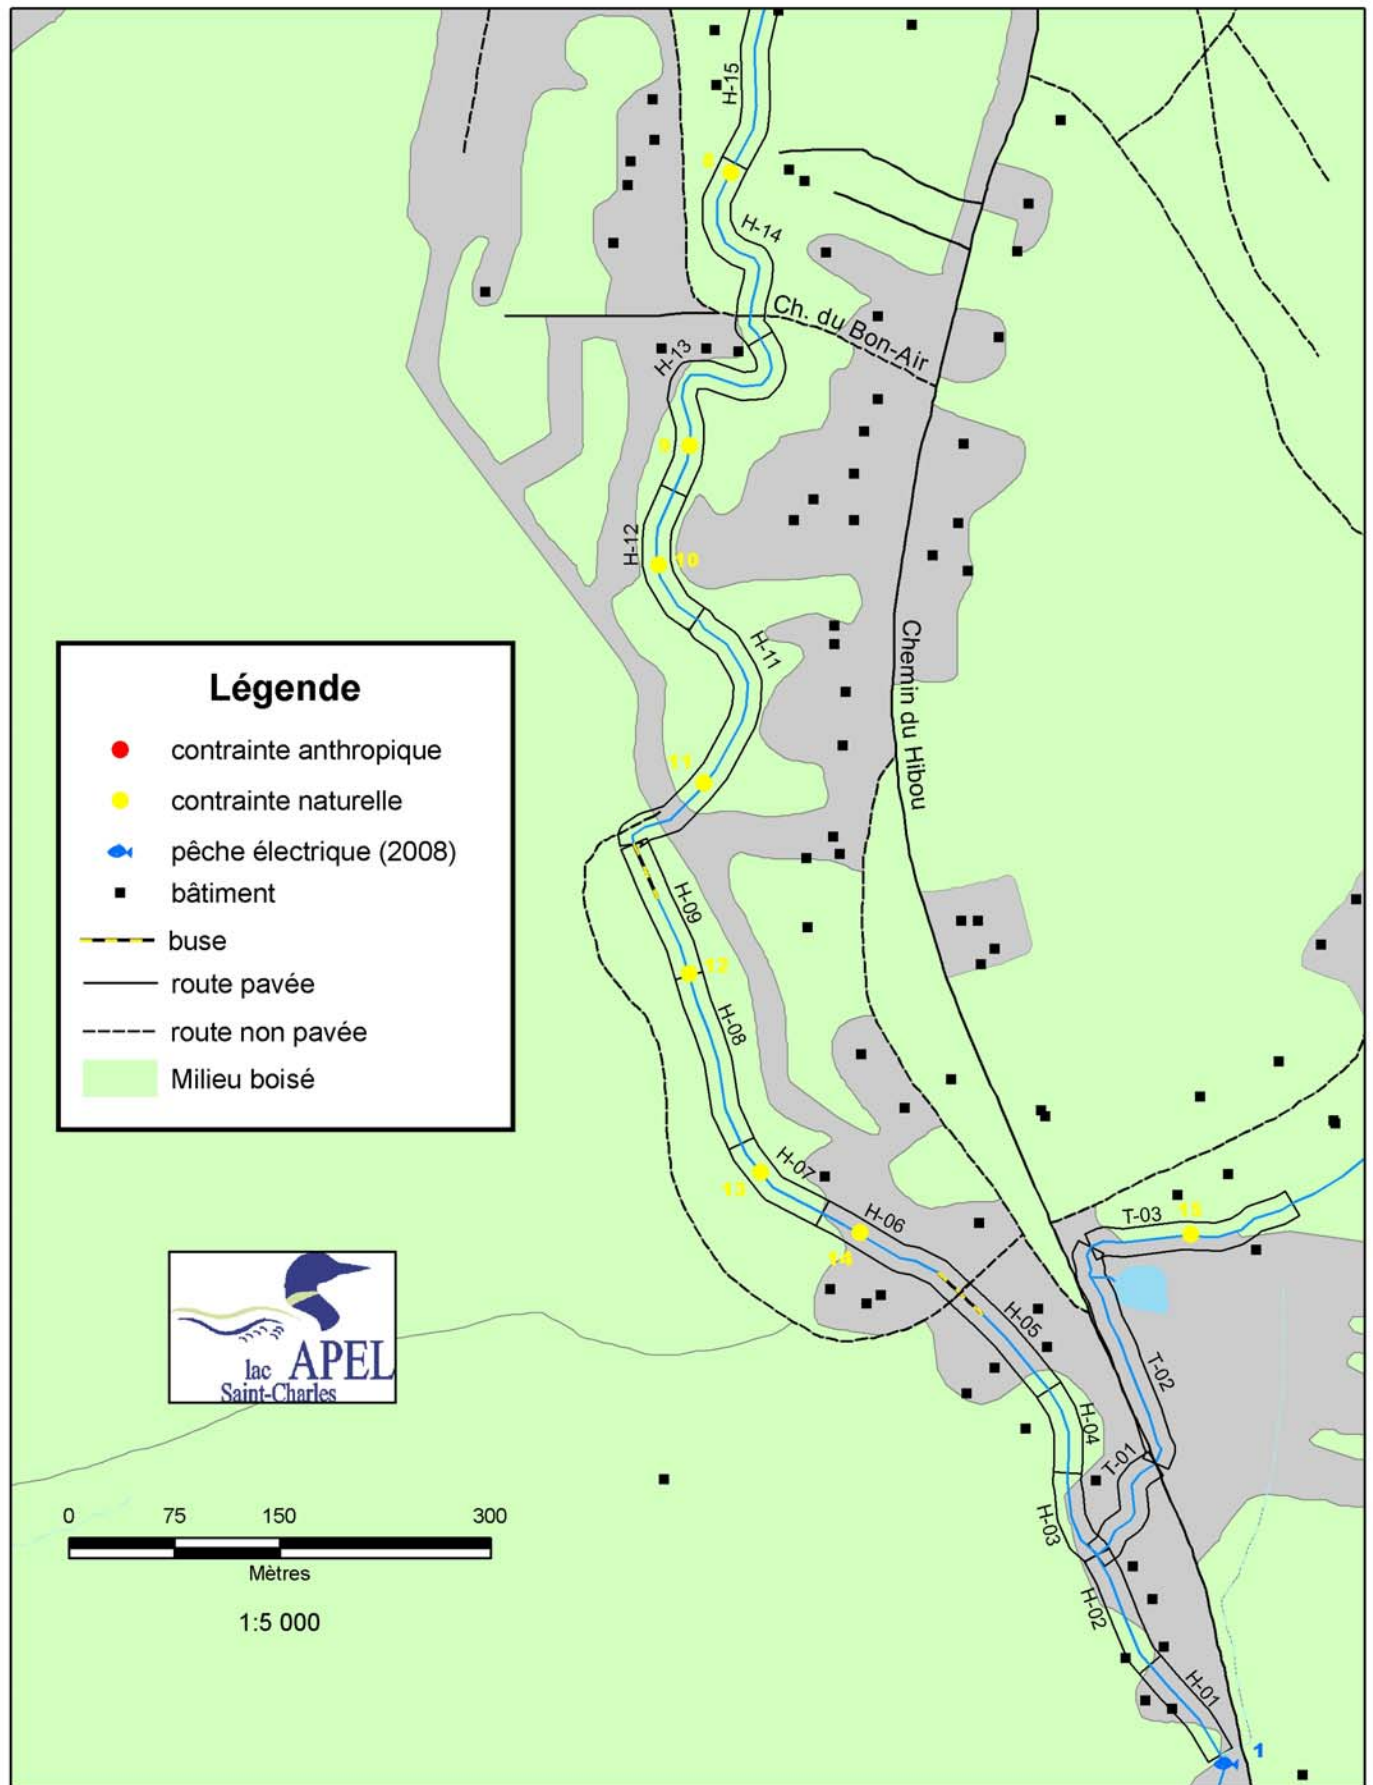 H-15
8
H-14
Ch. du Bon-Air
H-13
9
H-12
10
H-11
Chemin du Hibou
11
Légende
contrainte anthropique
contrainte naturelle
pêche électrique (2008)
bâtiment
buse
route pavée
route non pavée
Milieu boisé
H-09
12
H-08
H-07
13
H-06
14
T-03
15
H-05
T-02
lac APEL
Saint-Charles
H-04
T-01
H-03
0 75 150 300
Mètres
1:5 000
H-02
H-01
1